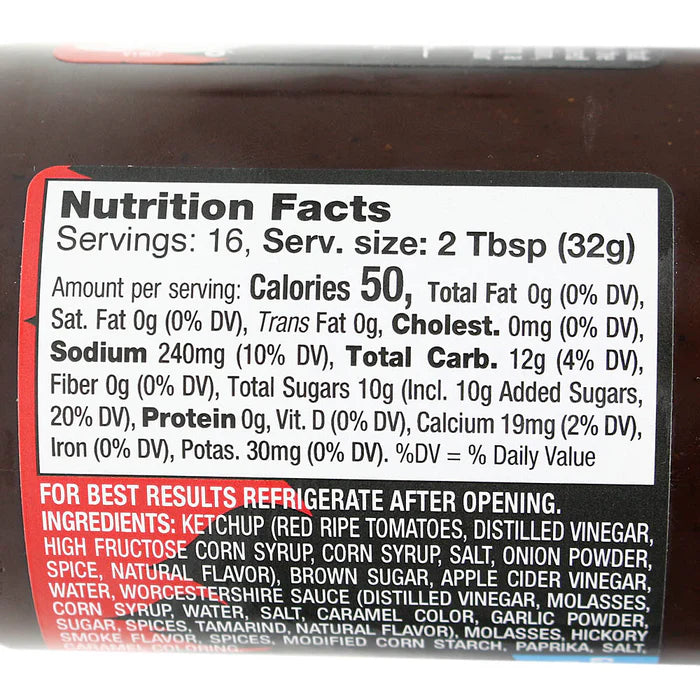 Nutrition Facts
Servings: 16, Serv. size: 2 Tbsp (32g)
Amount per serving: Calories 50, Total Fat 0g (0% DV),
Sat. Fat 0g (0% DV), Trans Fat 0g, Cholest. 0mg (0% DV),
Sodium 240mg (10% DV), Total Carb. 12g (4% DV),
Fiber 0g (0% DV), Total Sugars 10g (Incl. 10g Added Sugars,
20% DV), Protein 0g, Vit. D (0% DV), Calcium 19mg (2% DV),
Iron (0% DV), Potas. 30mg (0% DV). %DV = % Daily Value
FOR BEST RESULTS REFRIGERATE AFTER OPENING.
INGREDIENTS: KETCHUP (RED RIPE TOMATOES, DISTILLED VINEGAR,
HIGH FRUCTOSE CORN SYRUP, CORN SYRUP, SALT, ONION POWDER,
SPICE, NATURAL FLAVOR), BROWN SUGAR, APPLE CIDER VINEGAR,
WATER, WORCESTERSHIRE SAUCE (DISTILLED VINEGAR, MOLASSES,
CORN SYRUP, WATER, SALT, CARAMEL COLOR, GARLIC POWDER,
SUGAR, SPICES, TAMARIND, NATURAL FLAVOR), MOLASSES, HICKORY
SMOKE FLAVOR, SPICES, MODIFIED CORN STARCH, PAPRIKA, SALT,
CARAMEL COLORING.